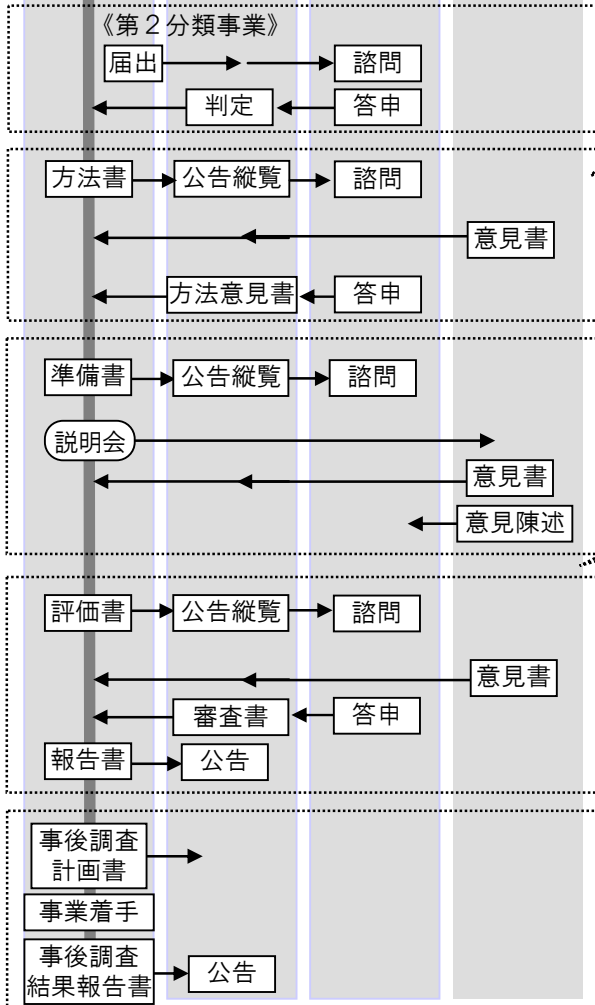 《第２分類事業》
届出
諮問
判定
答申
方法書
公告縦覧
諮問
意見書
方法意見書
答申
準備書
公告縦覧
諮問
説明会
意見書
意見陳述
評価書
公告縦覧
諮問
意見書
審査書
答申
報告書
公告
事後調査
計画書
事業着手
事後調査
結果報告書
公告